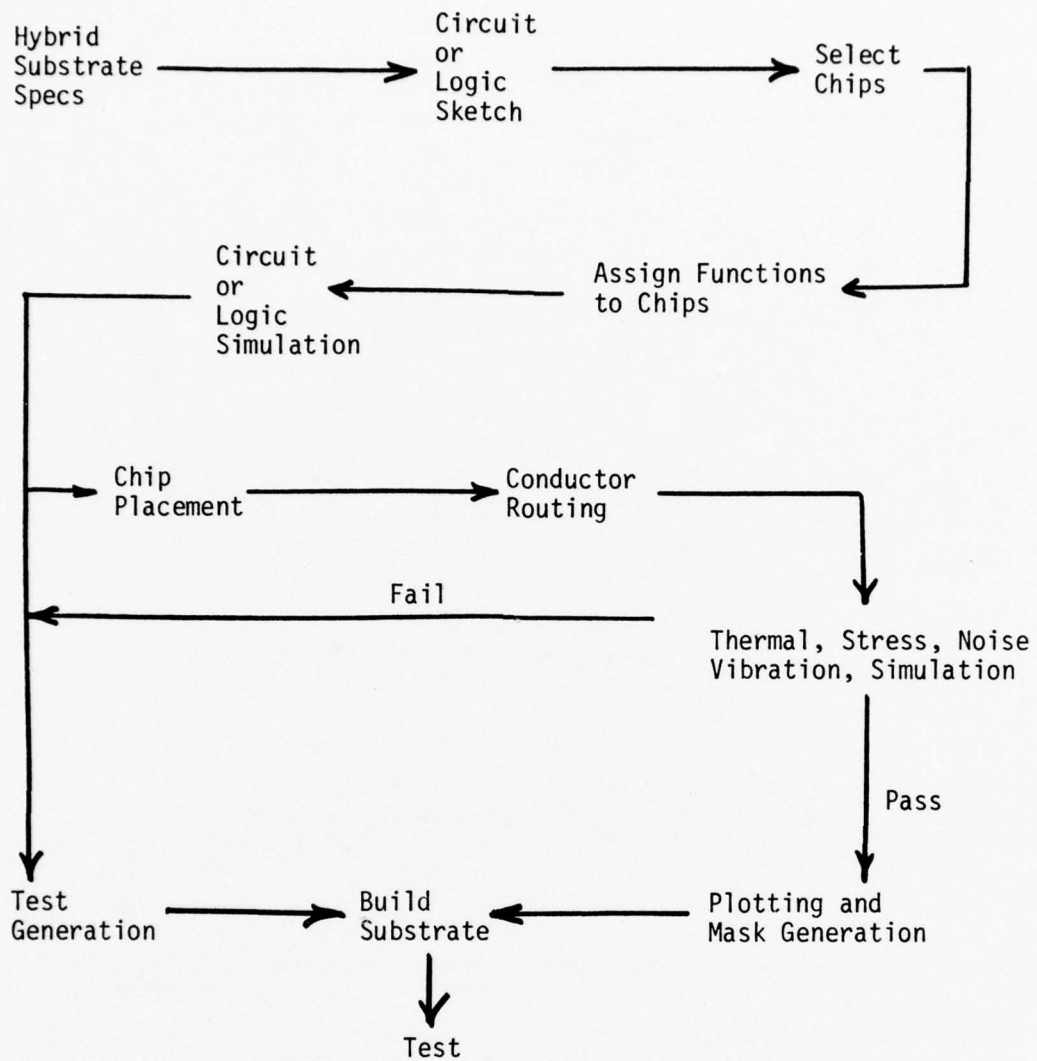 Hybrid
Substrate
Specs
Circuit
or
Logic
Sketch
Select
Chips
Circuit
or
Logic
Simulation
Assign Functions
to Chips
Chip
Placement
Conductor
Routing
Fail
Thermal, Stress, Noise
Vibration, Simulation
Pass
Test
Generation
Build
Substrate
Plotting and
Mask Generation
Test